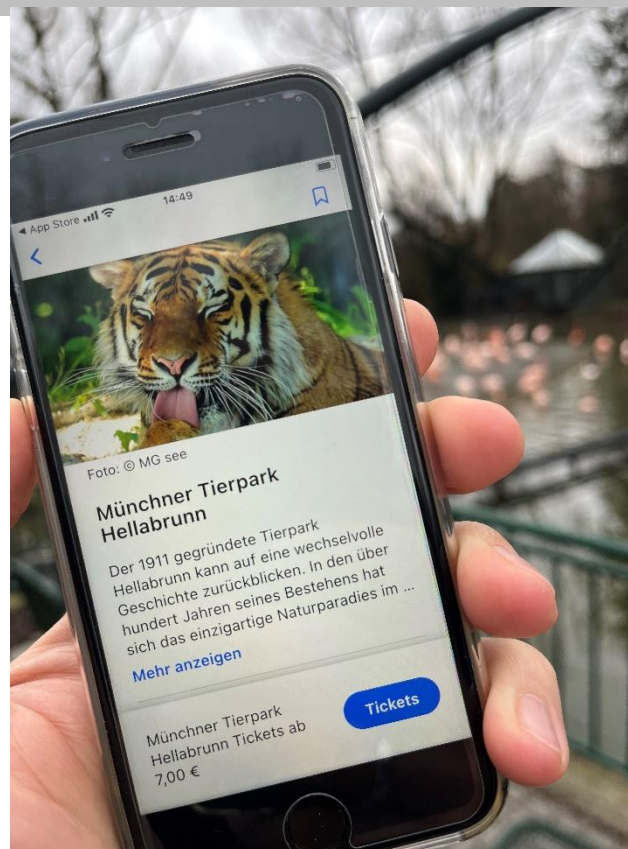 App Store
14:49
Foto: © MG see
Münchner Tierpark
Hellabrunn
Der 1911 gegründete Tierpark
Hellabrunn kann auf eine wechselvolle
Geschichte zurückblicken. In den über
hundert Jahren seines Bestehens hat
sich das einzigartige Naturparadies im ...
Mehr anzeigen
Münchner Tierpark
Hellabrunn Tickets ab
7,00 €
Tickets